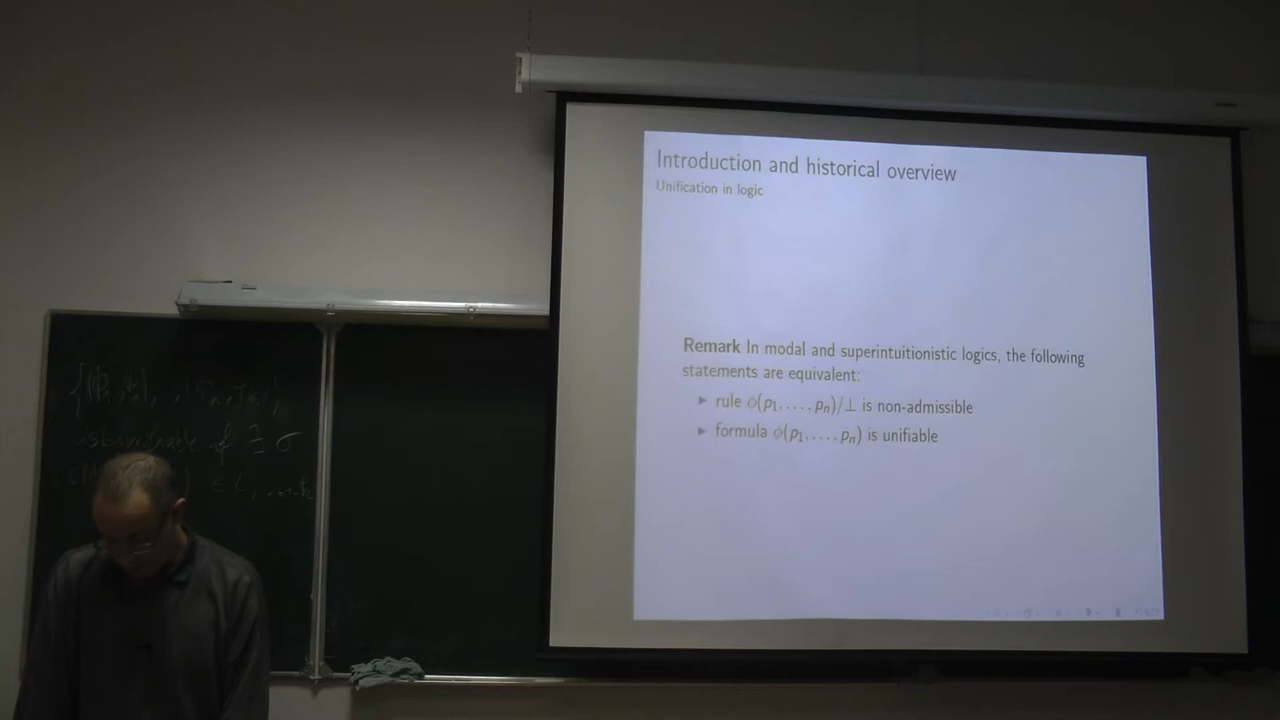 Introduction and historical overview
Unification in logic
Remark In modal and superintuitionistic logics, the following
statements are equivalent:
▶ rule ϕ(p₁, . . . , pₙ)/⊥ is non-admissible
▶ formula ϕ(p₁, . . . , pₙ) is unifiable
if ∃ σ